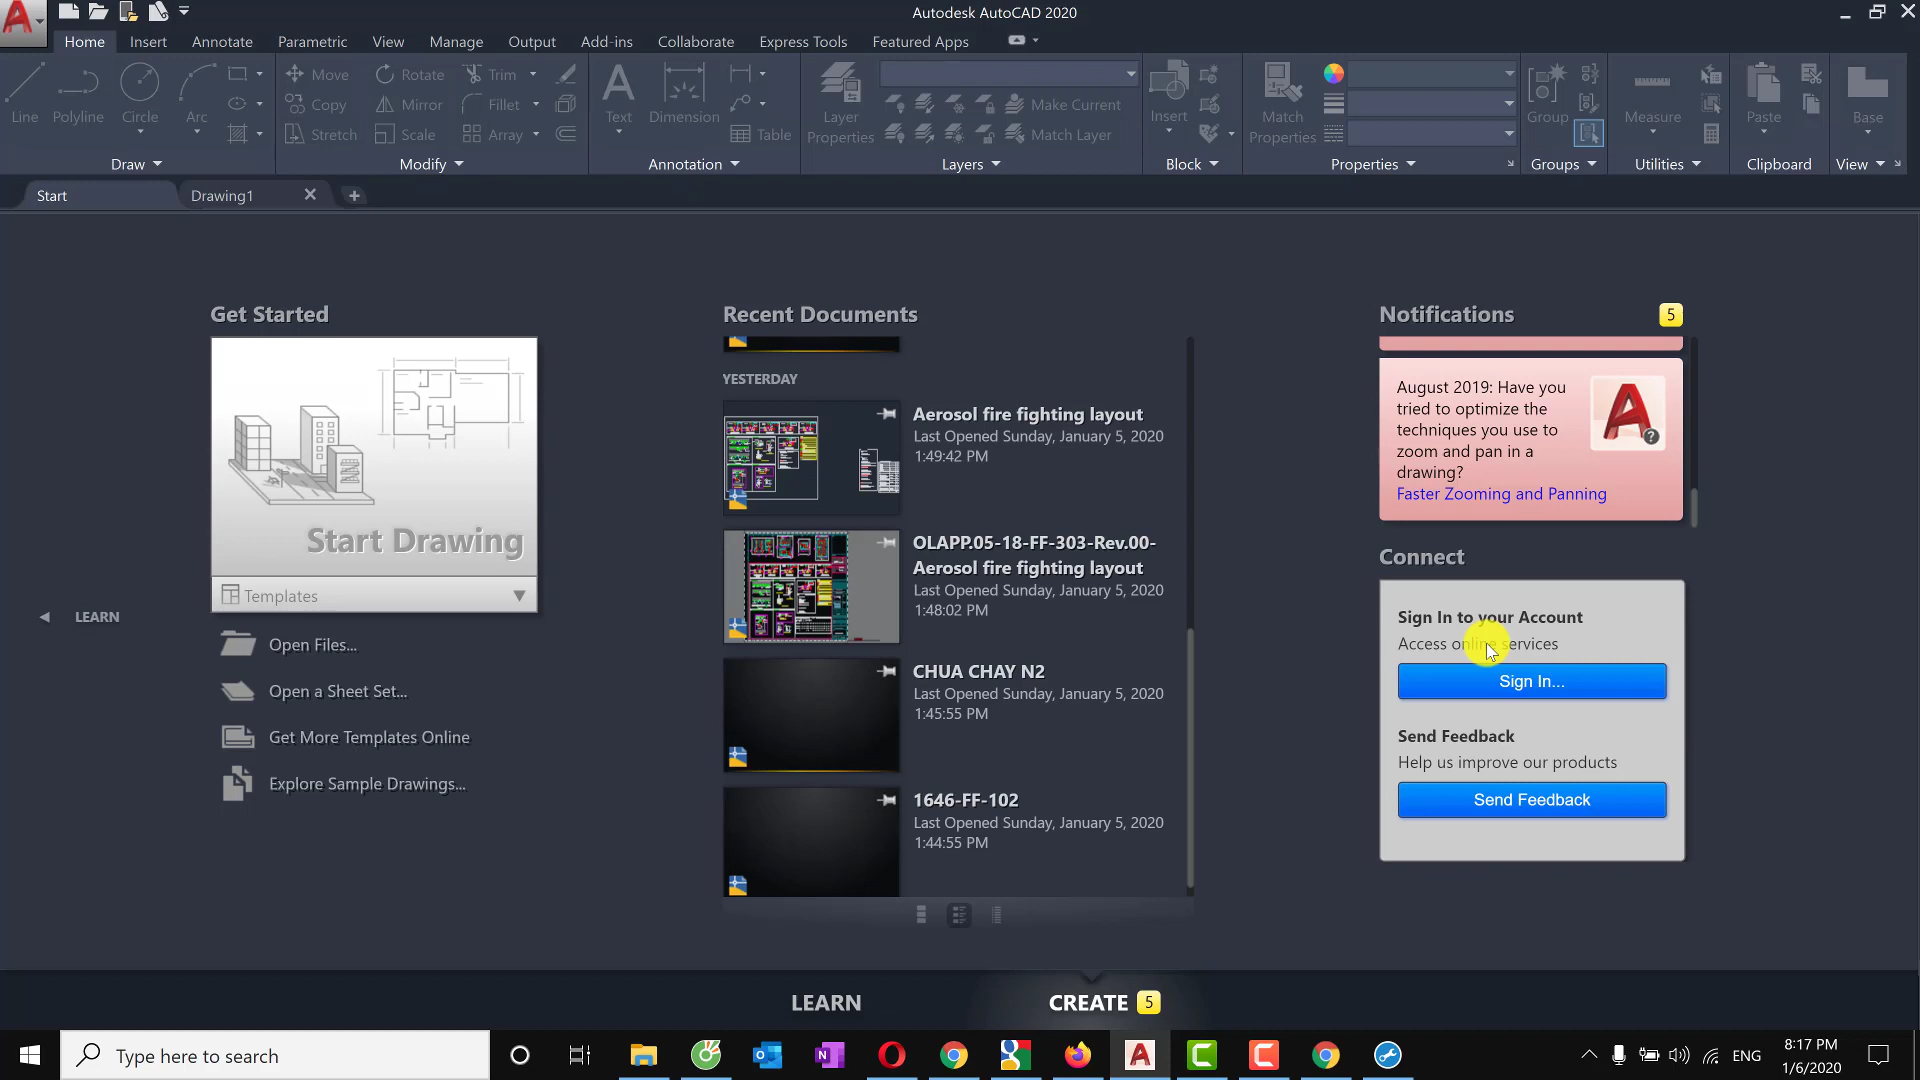 Autodesk AutoCAD 2020
Home Insert Annotate Parametric View Manage Output Add-ins Collaborate Express Tools Featured Apps
Line Polyline Circle Arc
Move Rotate Trim
Copy Mirror Fillet
Stretch Scale Array
Text Dimension Table
Layer Properties
Make Current
Match Layer
Insert
Match Properties
Group
Measure
Paste
Base
Draw Modify Annotation Layers Block Properties Groups Utilities Clipboard View
Start Drawing1
Get Started
Start Drawing
Templates
Open Files...
Open a Sheet Set...
Get More Templates Online
Explore Sample Drawings...
LEARN
Recent Documents
YESTERDAY
Aerosol fire fighting layout
Last Opened Sunday, January 5, 2020
1:49:42 PM
OLAPP.05-18-FF-303-Rev.00-
Aerosol fire fighting layout
Last Opened Sunday, January 5, 2020
1:48:02 PM
CHUA CHAY N2
Last Opened Sunday, January 5, 2020
1:45:55 PM
1646-FF-102
Last Opened Sunday, January 5, 2020
1:44:55 PM
Notifications 5
August 2019: Have you
tried to optimize the
techniques you use to
zoom and pan in a
drawing?
Faster Zooming and Panning
Connect
Sign In to your Account
Access online services
Sign In...
Send Feedback
Help us improve our products
Send Feedback
LEARN CREATE 5
Type here to search
ENG
8:17 PM
1/6/2020